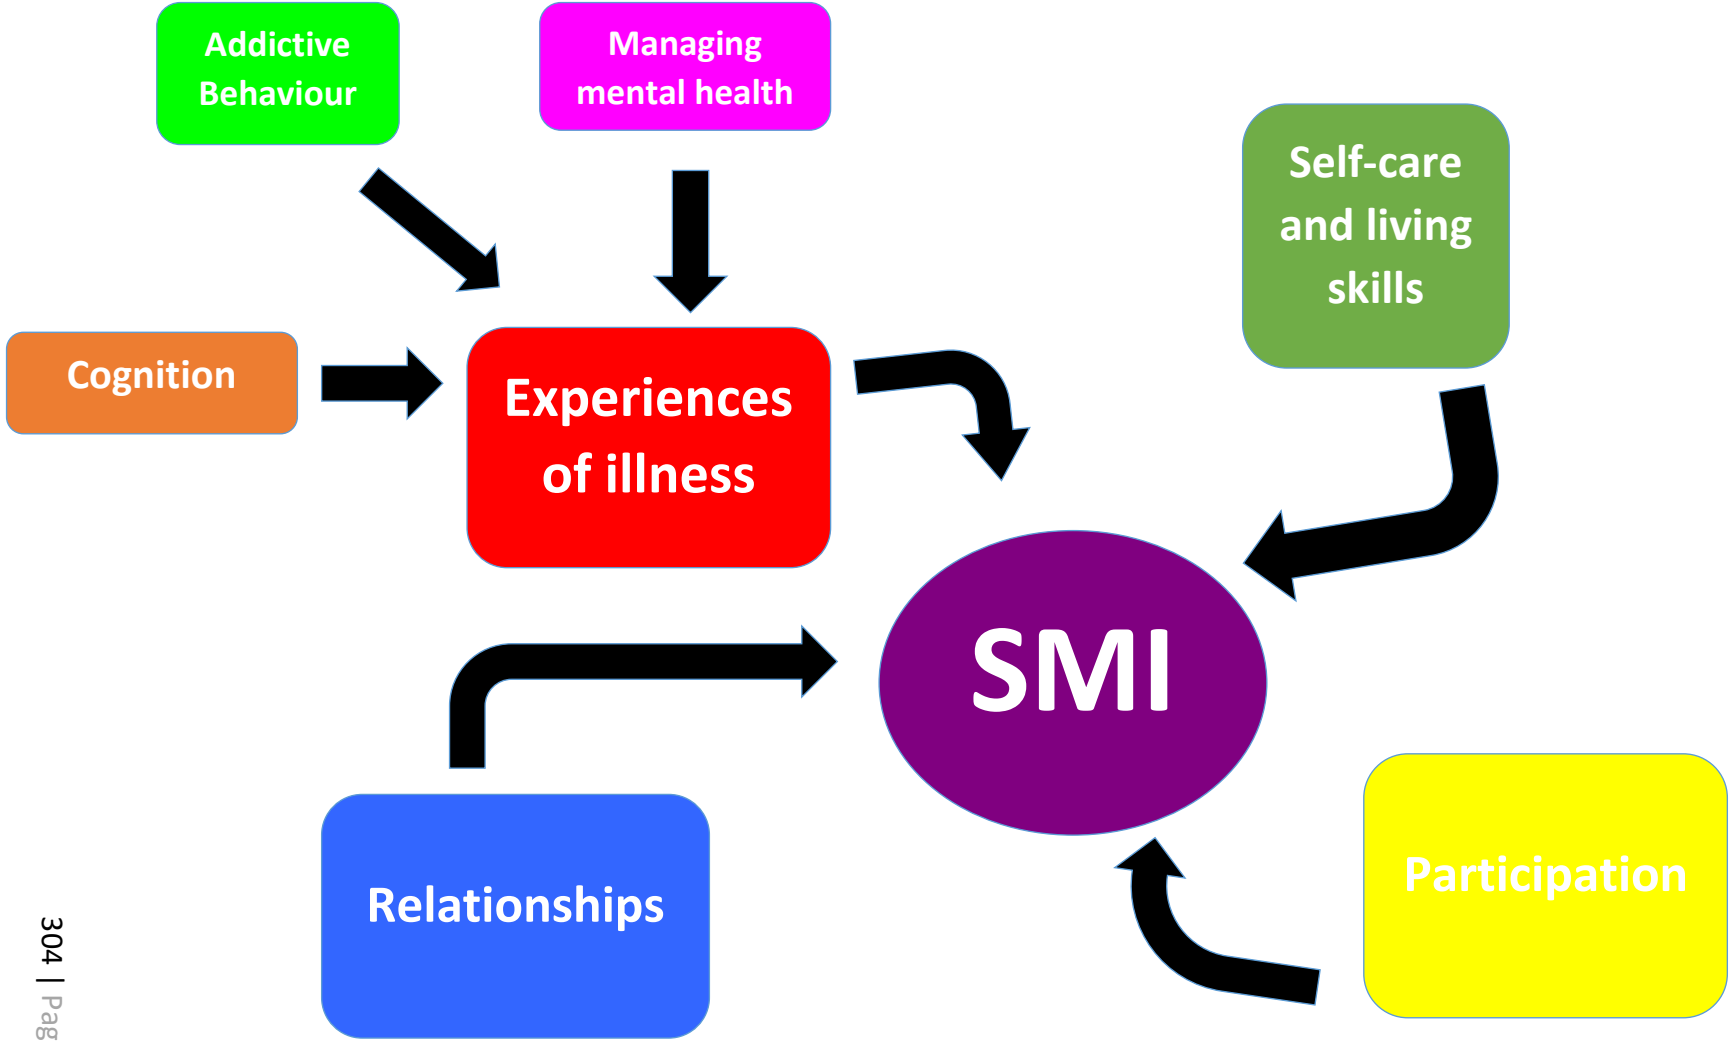 Addictive
Behaviour
Managing
mental health
Self-care
and living
skills
Cognition
Experiences
of illness
SMI
Relationships
Participation
304 | Pag